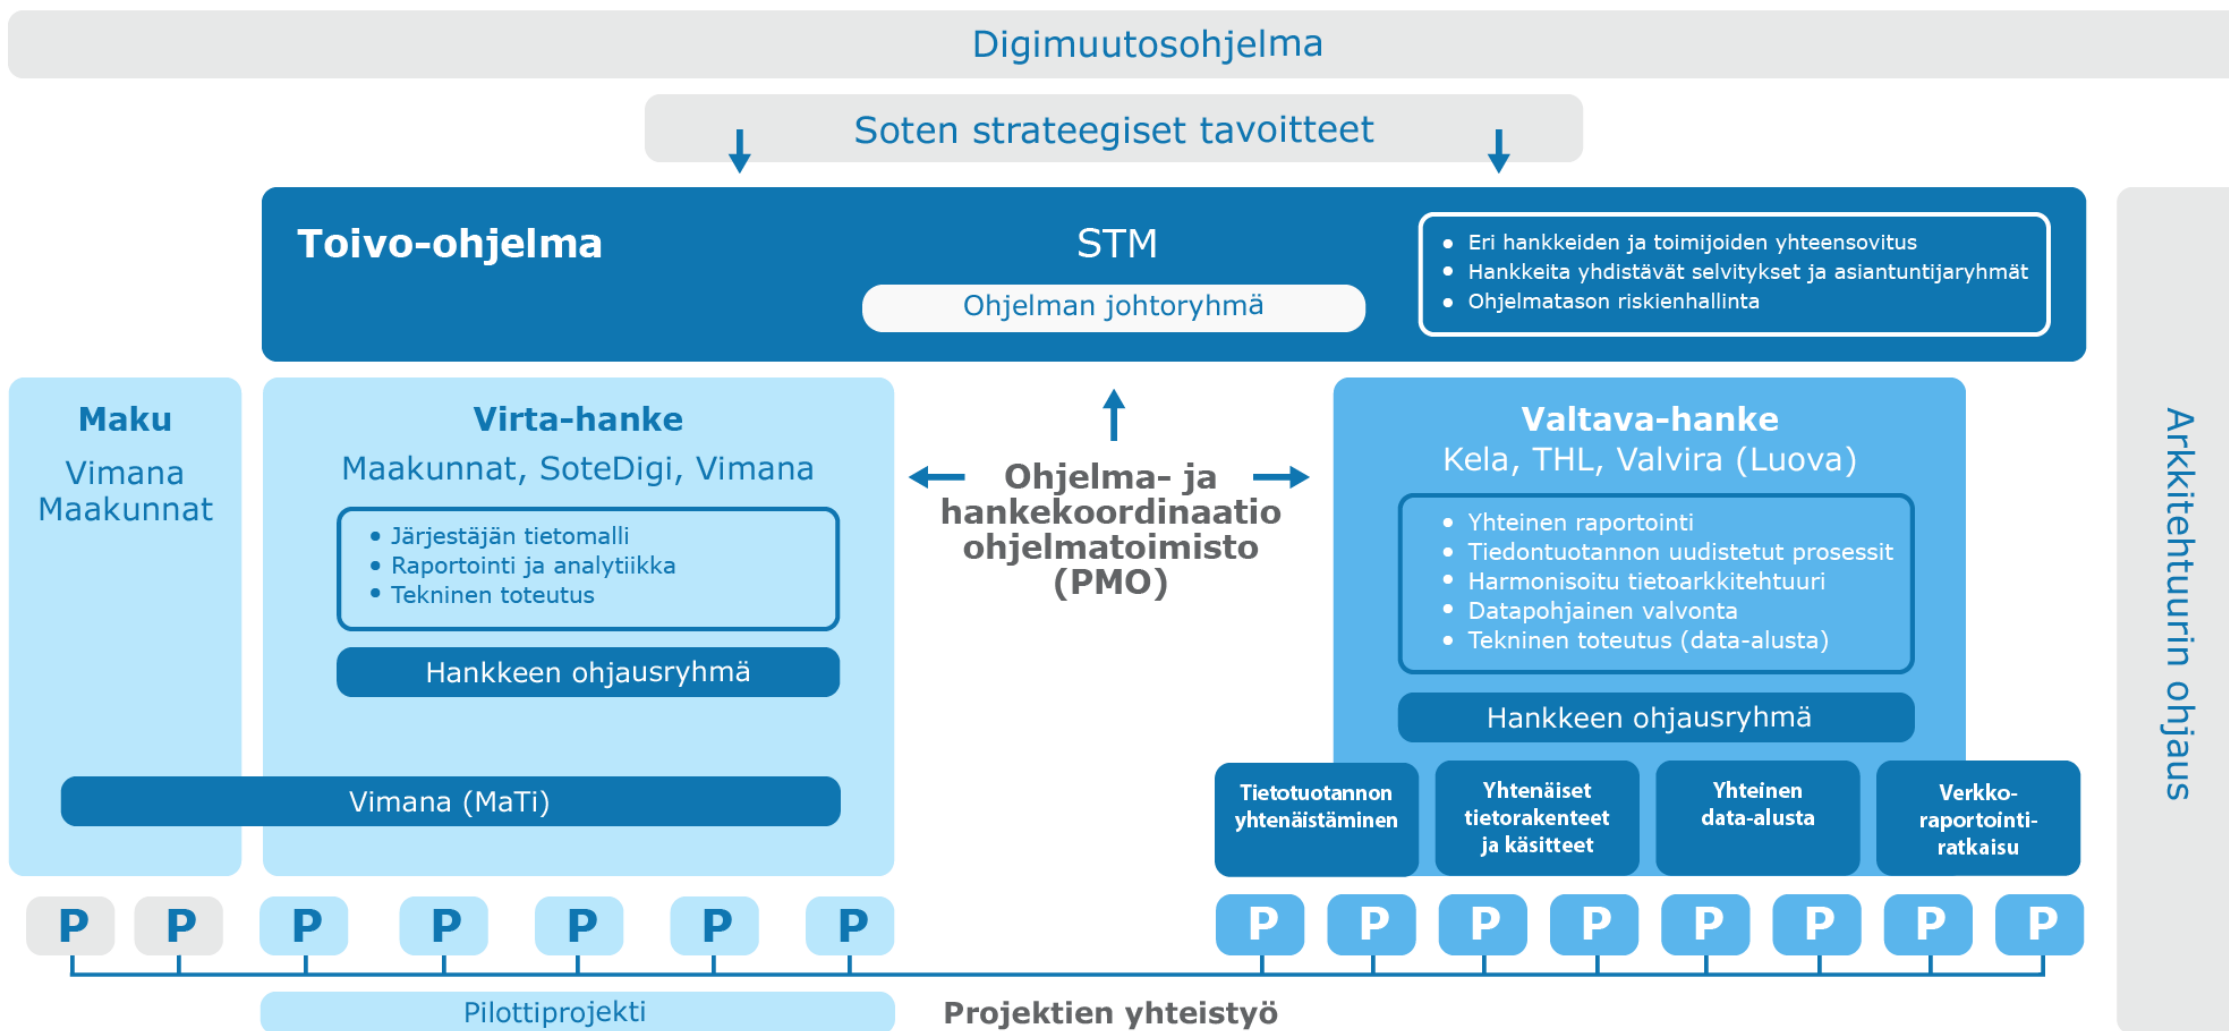 Digimuutosohjelma
Soten strateegiset tavoitteet
Toivo-ohjelma
STM
Ohjelman johtoryhmä
• Eri hankkeiden ja toimijoiden yhteensovitus
• Hankkeita yhdistävät selvitykset ja asiantuntijaryhmät
• Ohjelmatason riskienhallinta
Maku
Vimana
Maakunnat
Virta-hanke
Maakunnat, SoteDigi, Vimana
• Järjestäjän tietomalli
• Raportointi ja analytiikka
• Tekninen toteutus
Hankkeen ohjausryhmä
Vimana (MaTi)
Ohjelma- ja
hankekoordinaatio
ohjelmatoimisto
(PMO)
Valtava-hanke
Kela, THL, Valvira (Luova)
• Yhteinen raportointi
• Tiedontuotannon uudistetut prosessit
• Harmonisoitu tietoarkkitehtuuri
• Datapohjainen valvonta
• Tekninen toteutus (data-alusta)
Hankkeen ohjausryhmä
Tietotuotannon
yhtenäistäminen
Yhtenäiset
tietorakenteet
ja käsitteet
Yhteinen
data-alusta
Verkko-
raportointi-
ratkaisu
Arkkitehtuurin ohjaus
P P P P P P P P P P P P P P P
Pilottiprojekti
Projektien yhteistyö